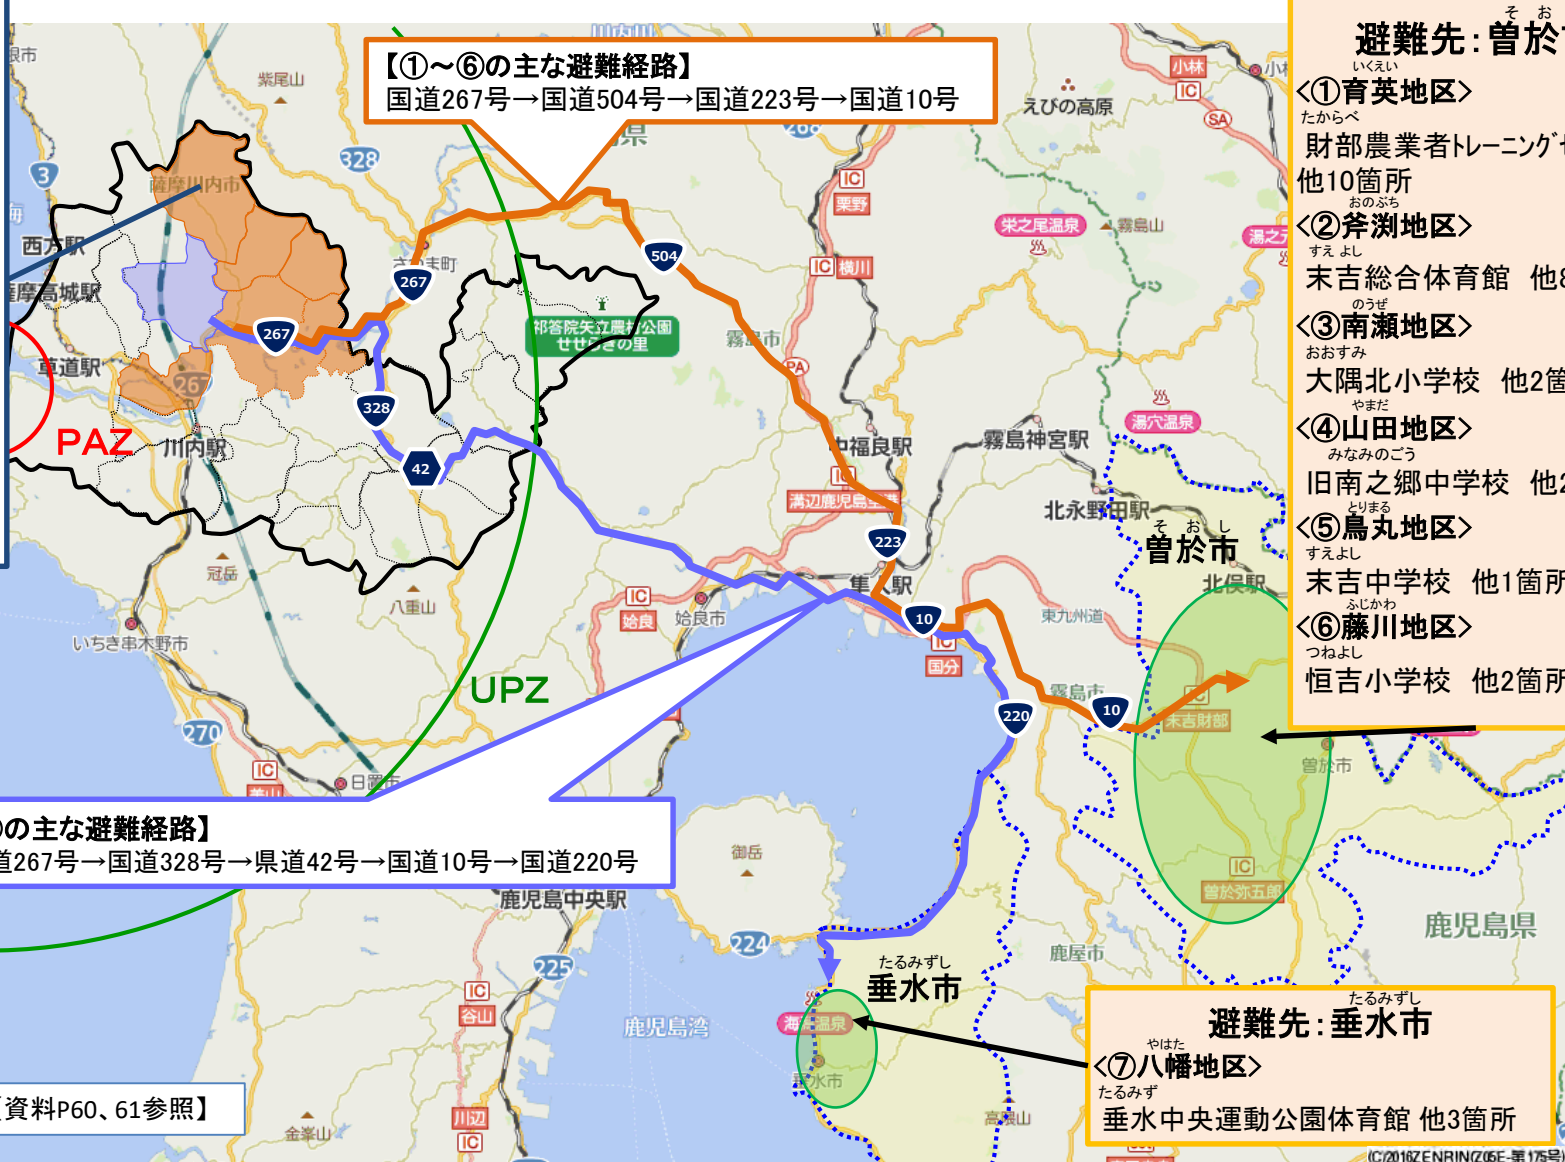 【①～⑥の主な避難経路】
国道267号→国道504号→国道223号→国道10号
避難先:曽於
そ お
<①育英地区>
いくえい
たからべ
財部農業者トレーニング
他10箇所
<②斧渕地区>
おのぶち
すえ よし
末吉総合体育館 他8
<③南瀬地区>
のうぜ
おおすみ
大隅北小学校 他2箇
<④山田地区>
やまだ
みなみのごう
旧南之郷中学校 他2
<⑤鳥丸地区>
とりまる
すえよし
末吉中学校 他1箇所
<⑥藤川地区>
ふじかわ
つねよし
恒吉小学校 他2箇所
の主な避難経路】
道267号→国道328号→県道42号→国道10号→国道220号
避難先:垂水市
たるみずし
<⑦八幡地区>
やはた
たるみず
垂水中央運動公園体育館 他3箇所
資料P60、61参照】
PAZ
UPZ
そ お し
曽於市
たるみずし
垂水市
紫尾山
328
3
薩摩川内市
西方駅
薩摩高城駅
草道駅
267
川内駅
さつま町
267
267
328
42
504
223
10
10
220
祁答院矢立農村公園
せせらぎの里
冠岳
八重山
いちき串木野市
270
IC
日置市
IC
姶良
姶良市
IC
栗野
IC
横川
霧島市
PA
中福良駅
IC
溝辺鹿児島空港
隼人駅
IC
国分
霧島市
霧島神宮駅
北永野田駅
北俣駅
東九州道
湯穴温泉
栄之尾温泉
霧島山
えびの高原
小林
IC
SA
IC
末吉財部
曽於市
IC
曽於弥五郎
鹿児島県
鹿屋市
高隈山
御岳
224
225
鹿児島中央駅
鹿児島湾
IC
谷山
川辺
IC
金峯山
垂水市